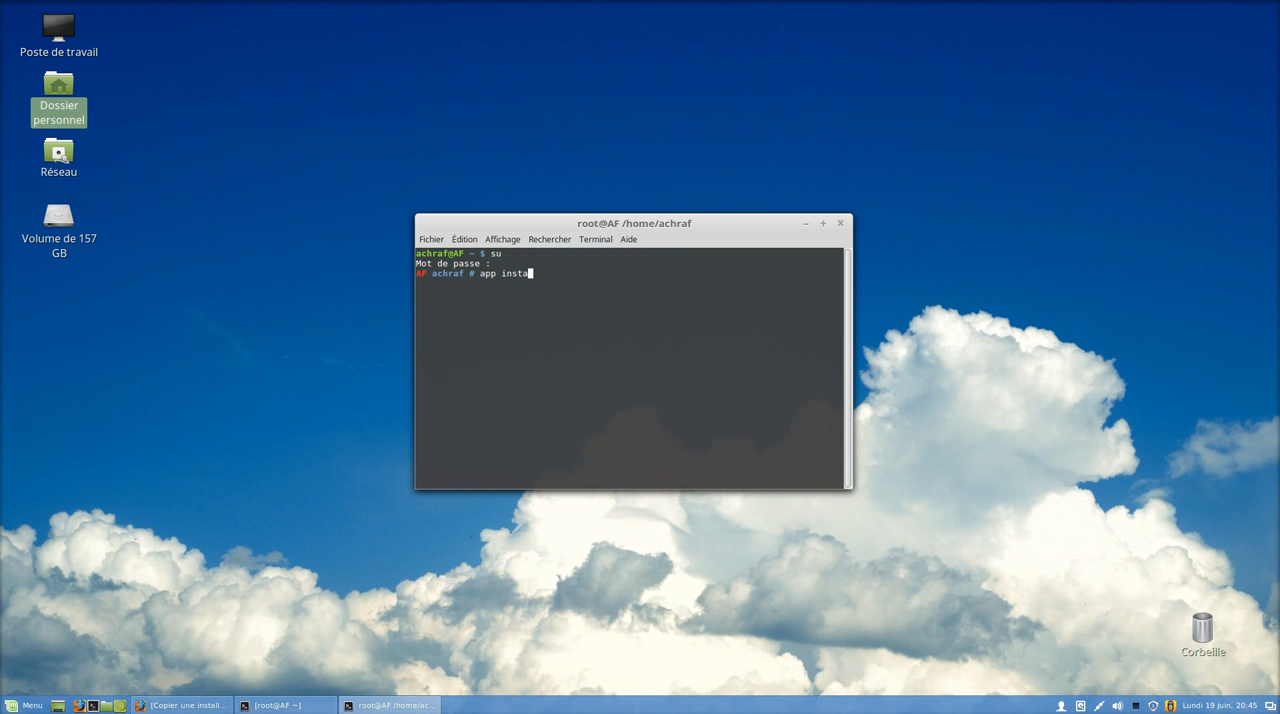 Poste de travail
Dossier
personnel
Réseau
Volume de 157
GB
root@AF /home/achraf
Fichier Édition Affichage Rechercher Terminal Aide
achraf@AF ~ $ su
Mot de passe :
AF achraf # app insta
Corbeille
Menu [Copier une install... [root@AF ~] root@AF /home/ac... Lundi 19 juin, 20:45